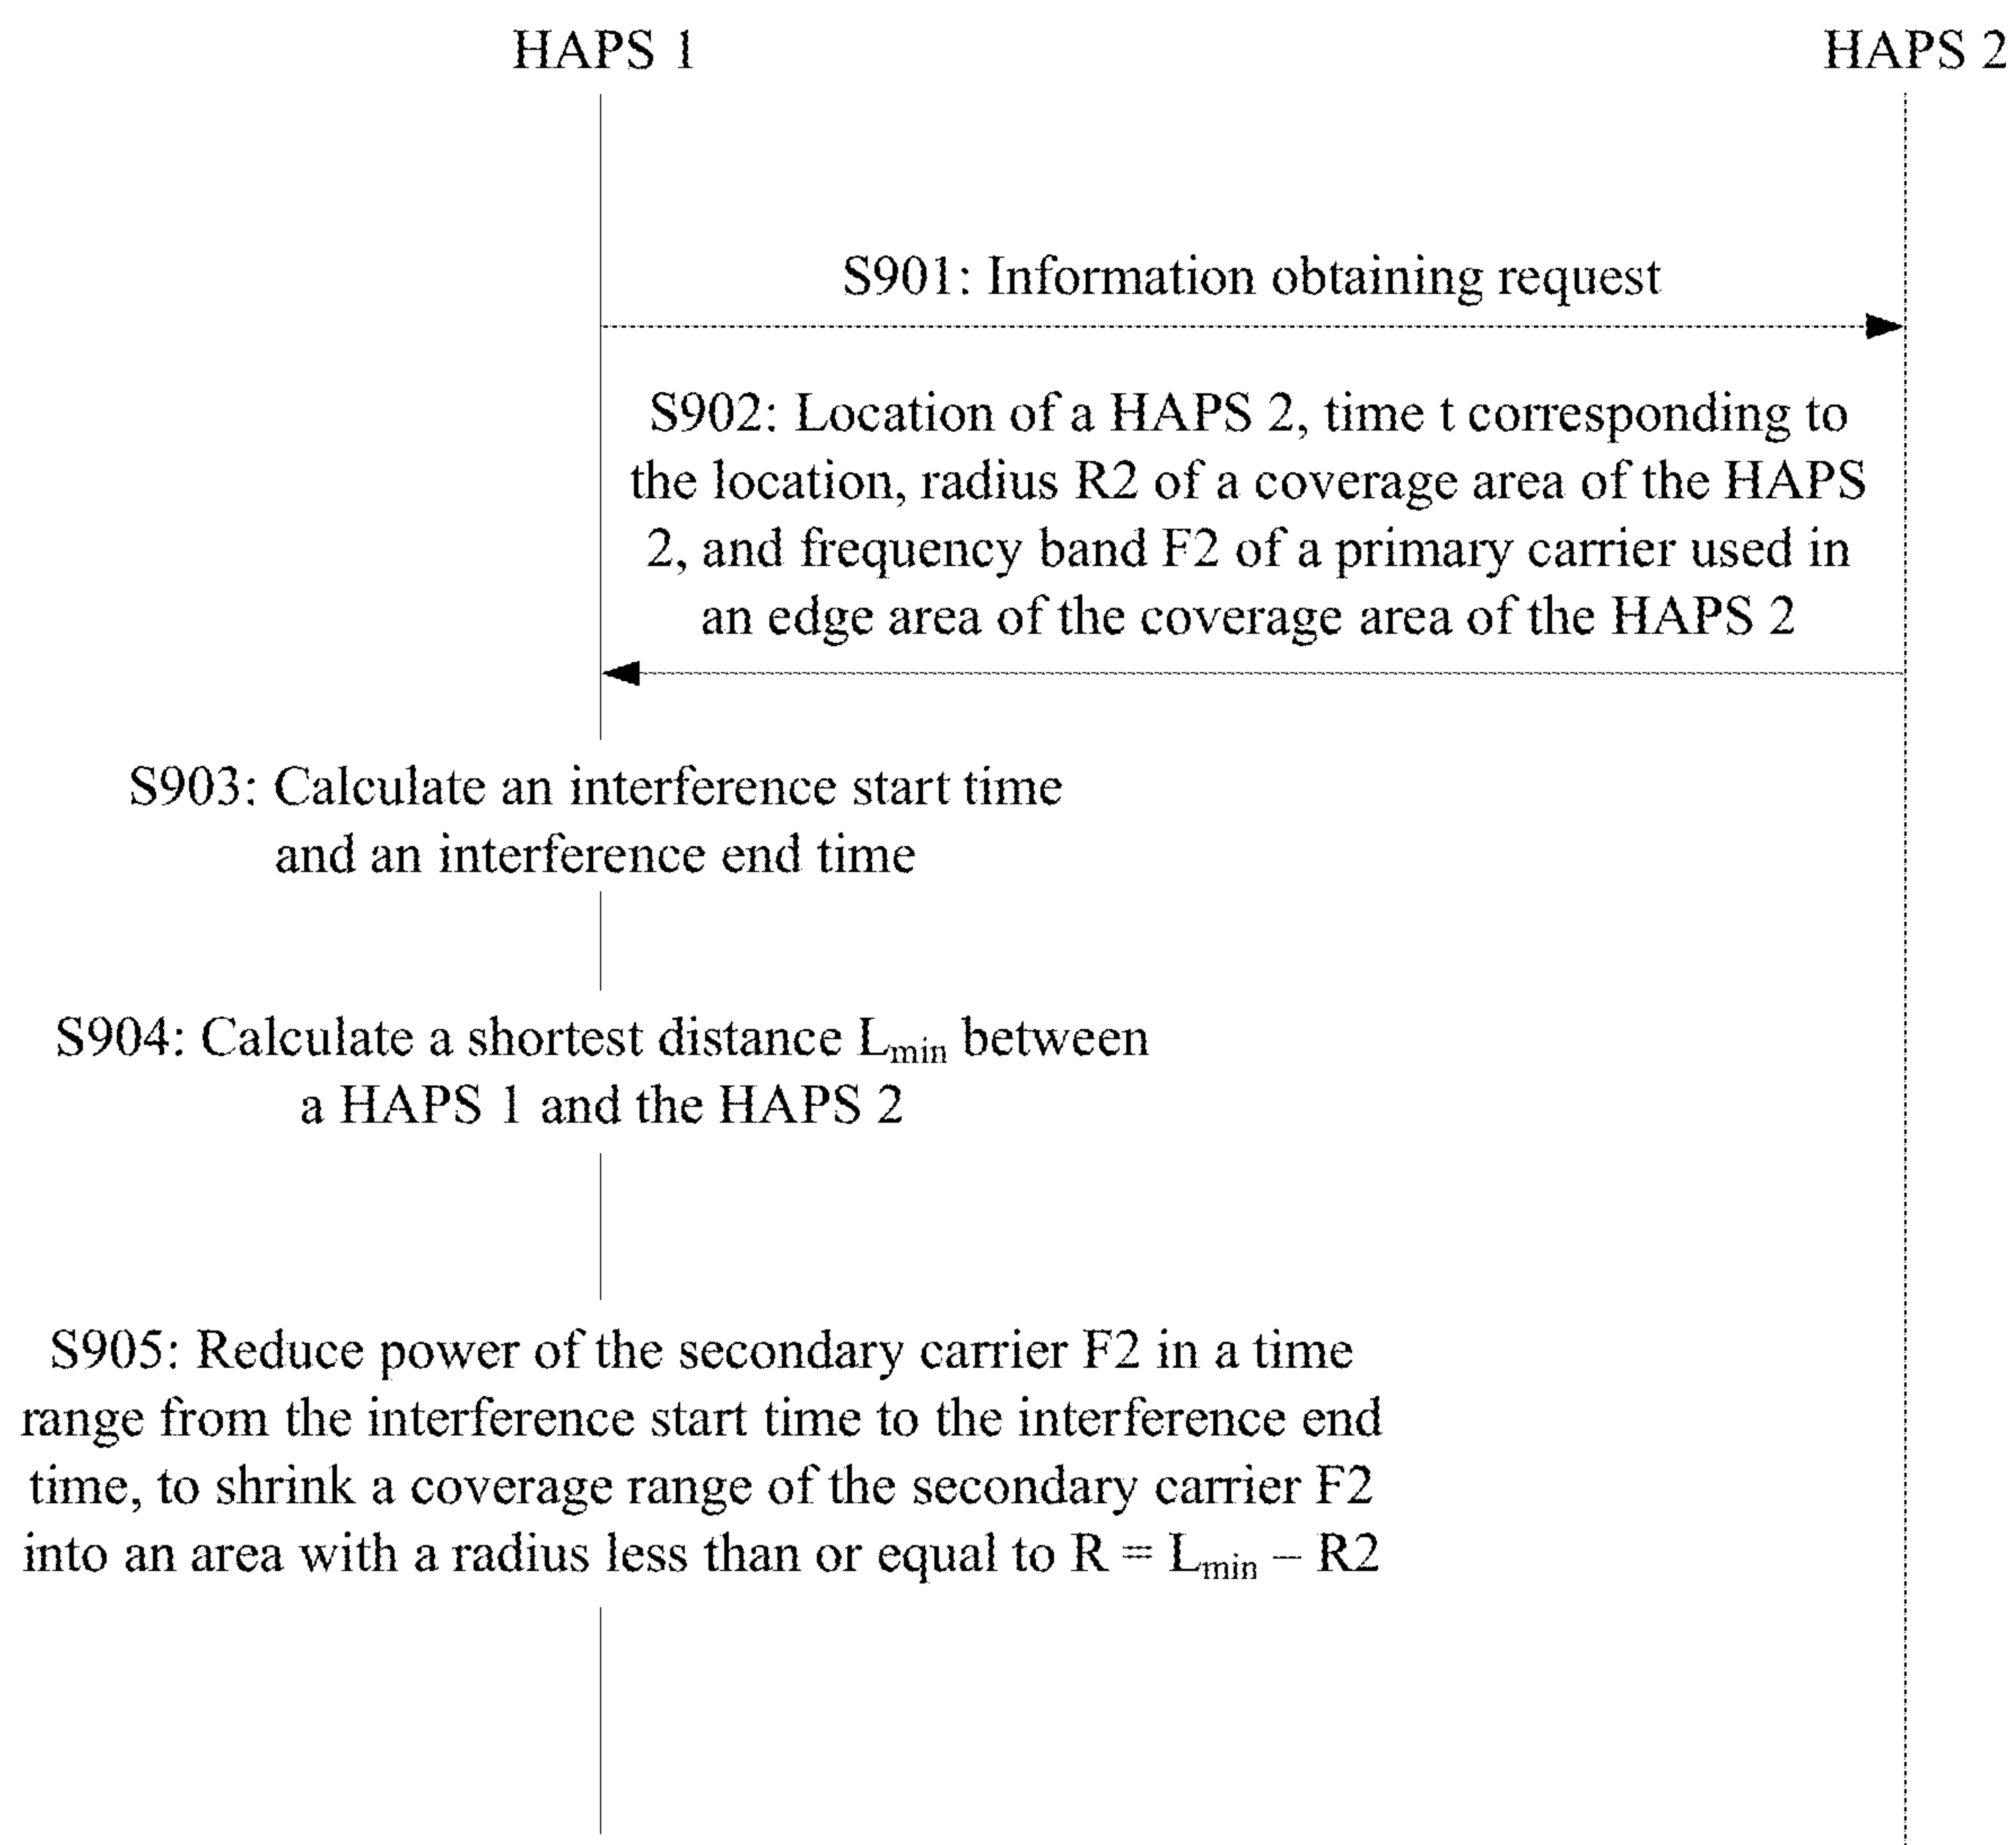 HAPS 1
HAPS 2
S901: Information obtaining request
S902: Location of a HAPS 2, time t corresponding to
the location, radius R2 of a coverage area of the HAPS
2, and frequency band F2 of a primary carrier used in
an edge area of the coverage area of the HAPS 2
S903: Calculate an interference start time
and an interference end time
S904: Calculate a shortest distance Lmin between
a HAPS 1 and the HAPS 2
S905: Reduce power of the secondary carrier F2 in a time
range from the interference start time to the interference end
time, to shrink a coverage range of the secondary carrier F2
into an area with a radius less than or equal to R = Lmin – R2